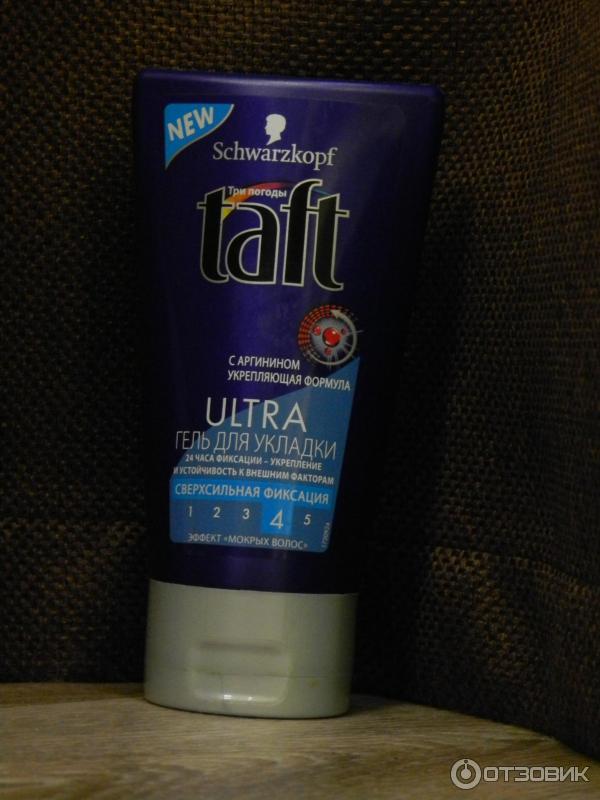 NEW
Schwarzkopf
Три погоды
taft
С АРГИНИНОМ
УКРЕПЛЯЮЩАЯ ФОРМУЛА
ULTRA
ГЕЛЬ ДЛЯ УКЛАДКИ
24 ЧАСА ФИКСАЦИИ – УКРЕПЛЕНИЕ
И УСТОЙЧИВОСТЬ К ВНЕШНИМ ФАКТОРАМ
СВЕРХСИЛЬНАЯ ФИКСАЦИЯ
1 2 3 4 5
ЭФФЕКТ «МОКРЫХ ВОЛОС»
ОТЗОВИК